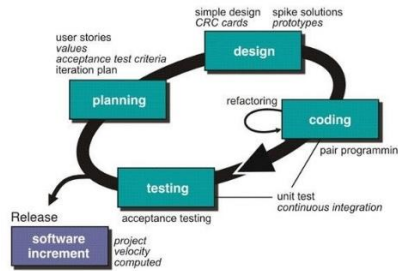 simple design
CRC cards
spike solutions
prototypes
user stories
values
acceptance test criteria
iteration plan
design
planning
refactoring
coding
pair programmin
testing
unit test
continuous integration
acceptance testing
Release
software
increment
project
velocity
computed